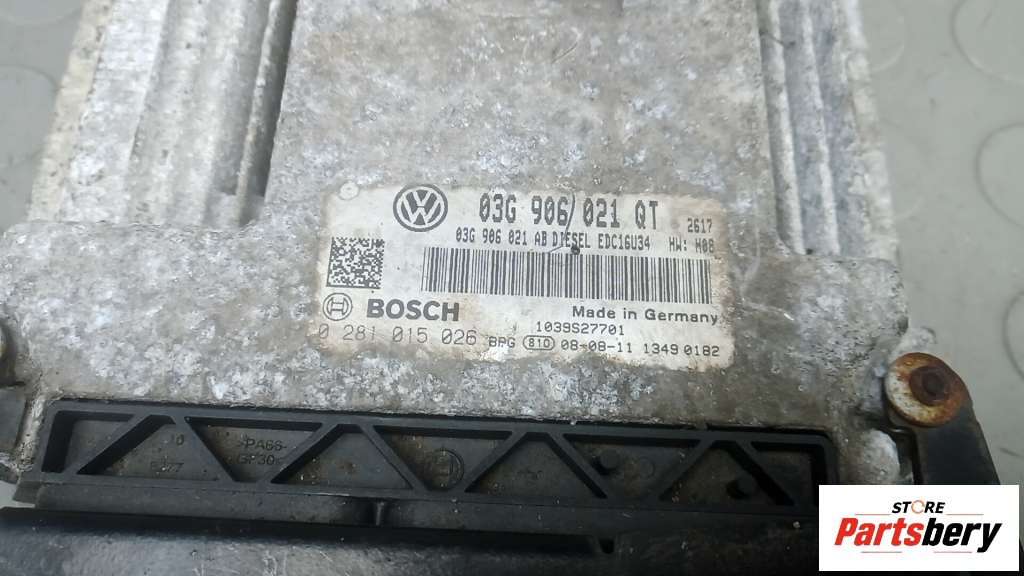 03G 906/021 QT 2617
03G 906 021 AB DIESEL EDC16U34 HW: H08
BOSCH Made in Germany
1039S27701
0 281 015 026 BPG 810 08-08-11 1349 0182
PA66-
GF30
STORE
Partsbery